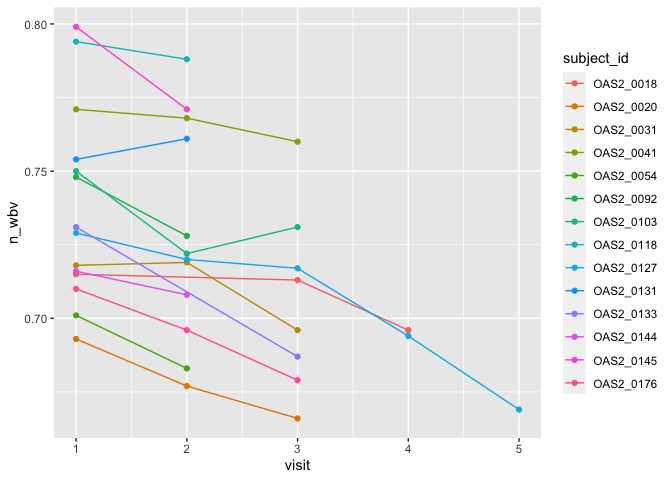 0.80
0.75
0.70
n_wbv
1 2 3 4 5
visit
subject_id
OAS2_0018
OAS2_0020
OAS2_0031
OAS2_0041
OAS2_0054
OAS2_0092
OAS2_0103
OAS2_0118
OAS2_0127
OAS2_0131
OAS2_0133
OAS2_0144
OAS2_0145
OAS2_0176